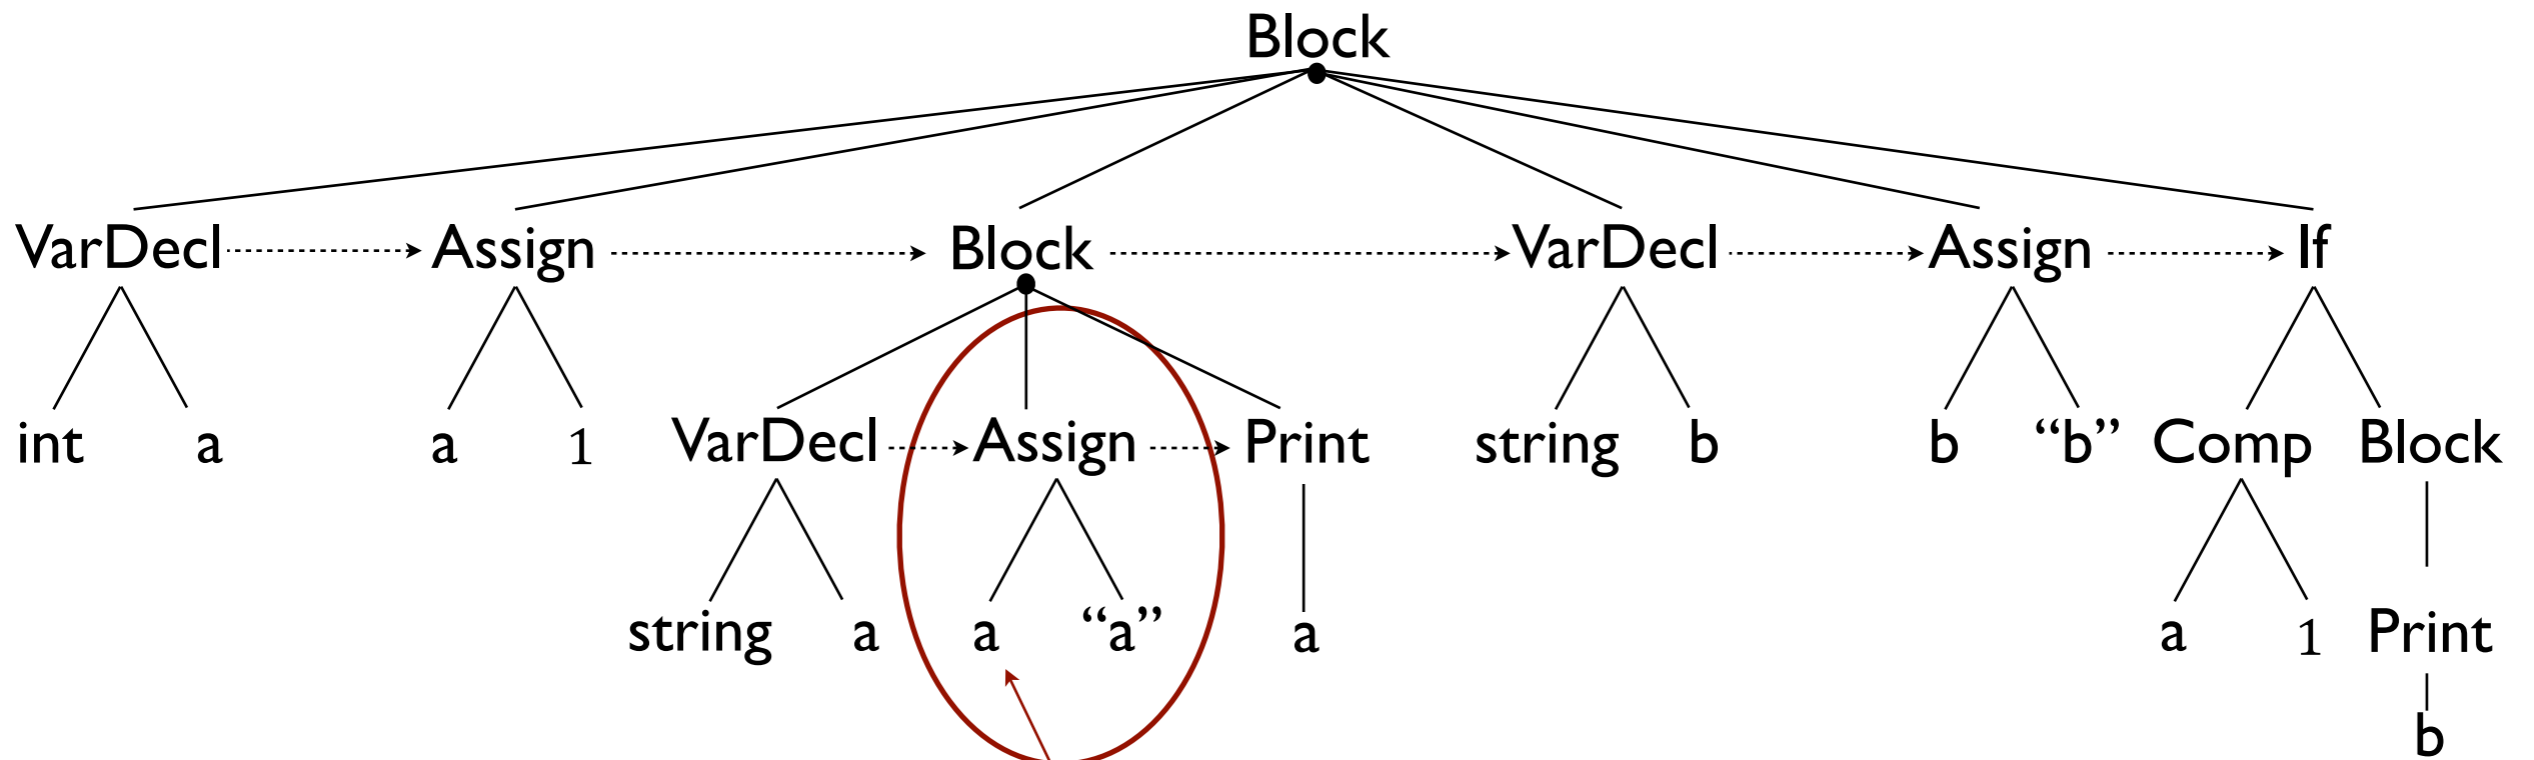 Block
VarDecl Assign Block VarDecl Assign If
int a a 1 VarDecl Assign Print string b b “b” Comp Block
string a a “a” a a 1 Print
b